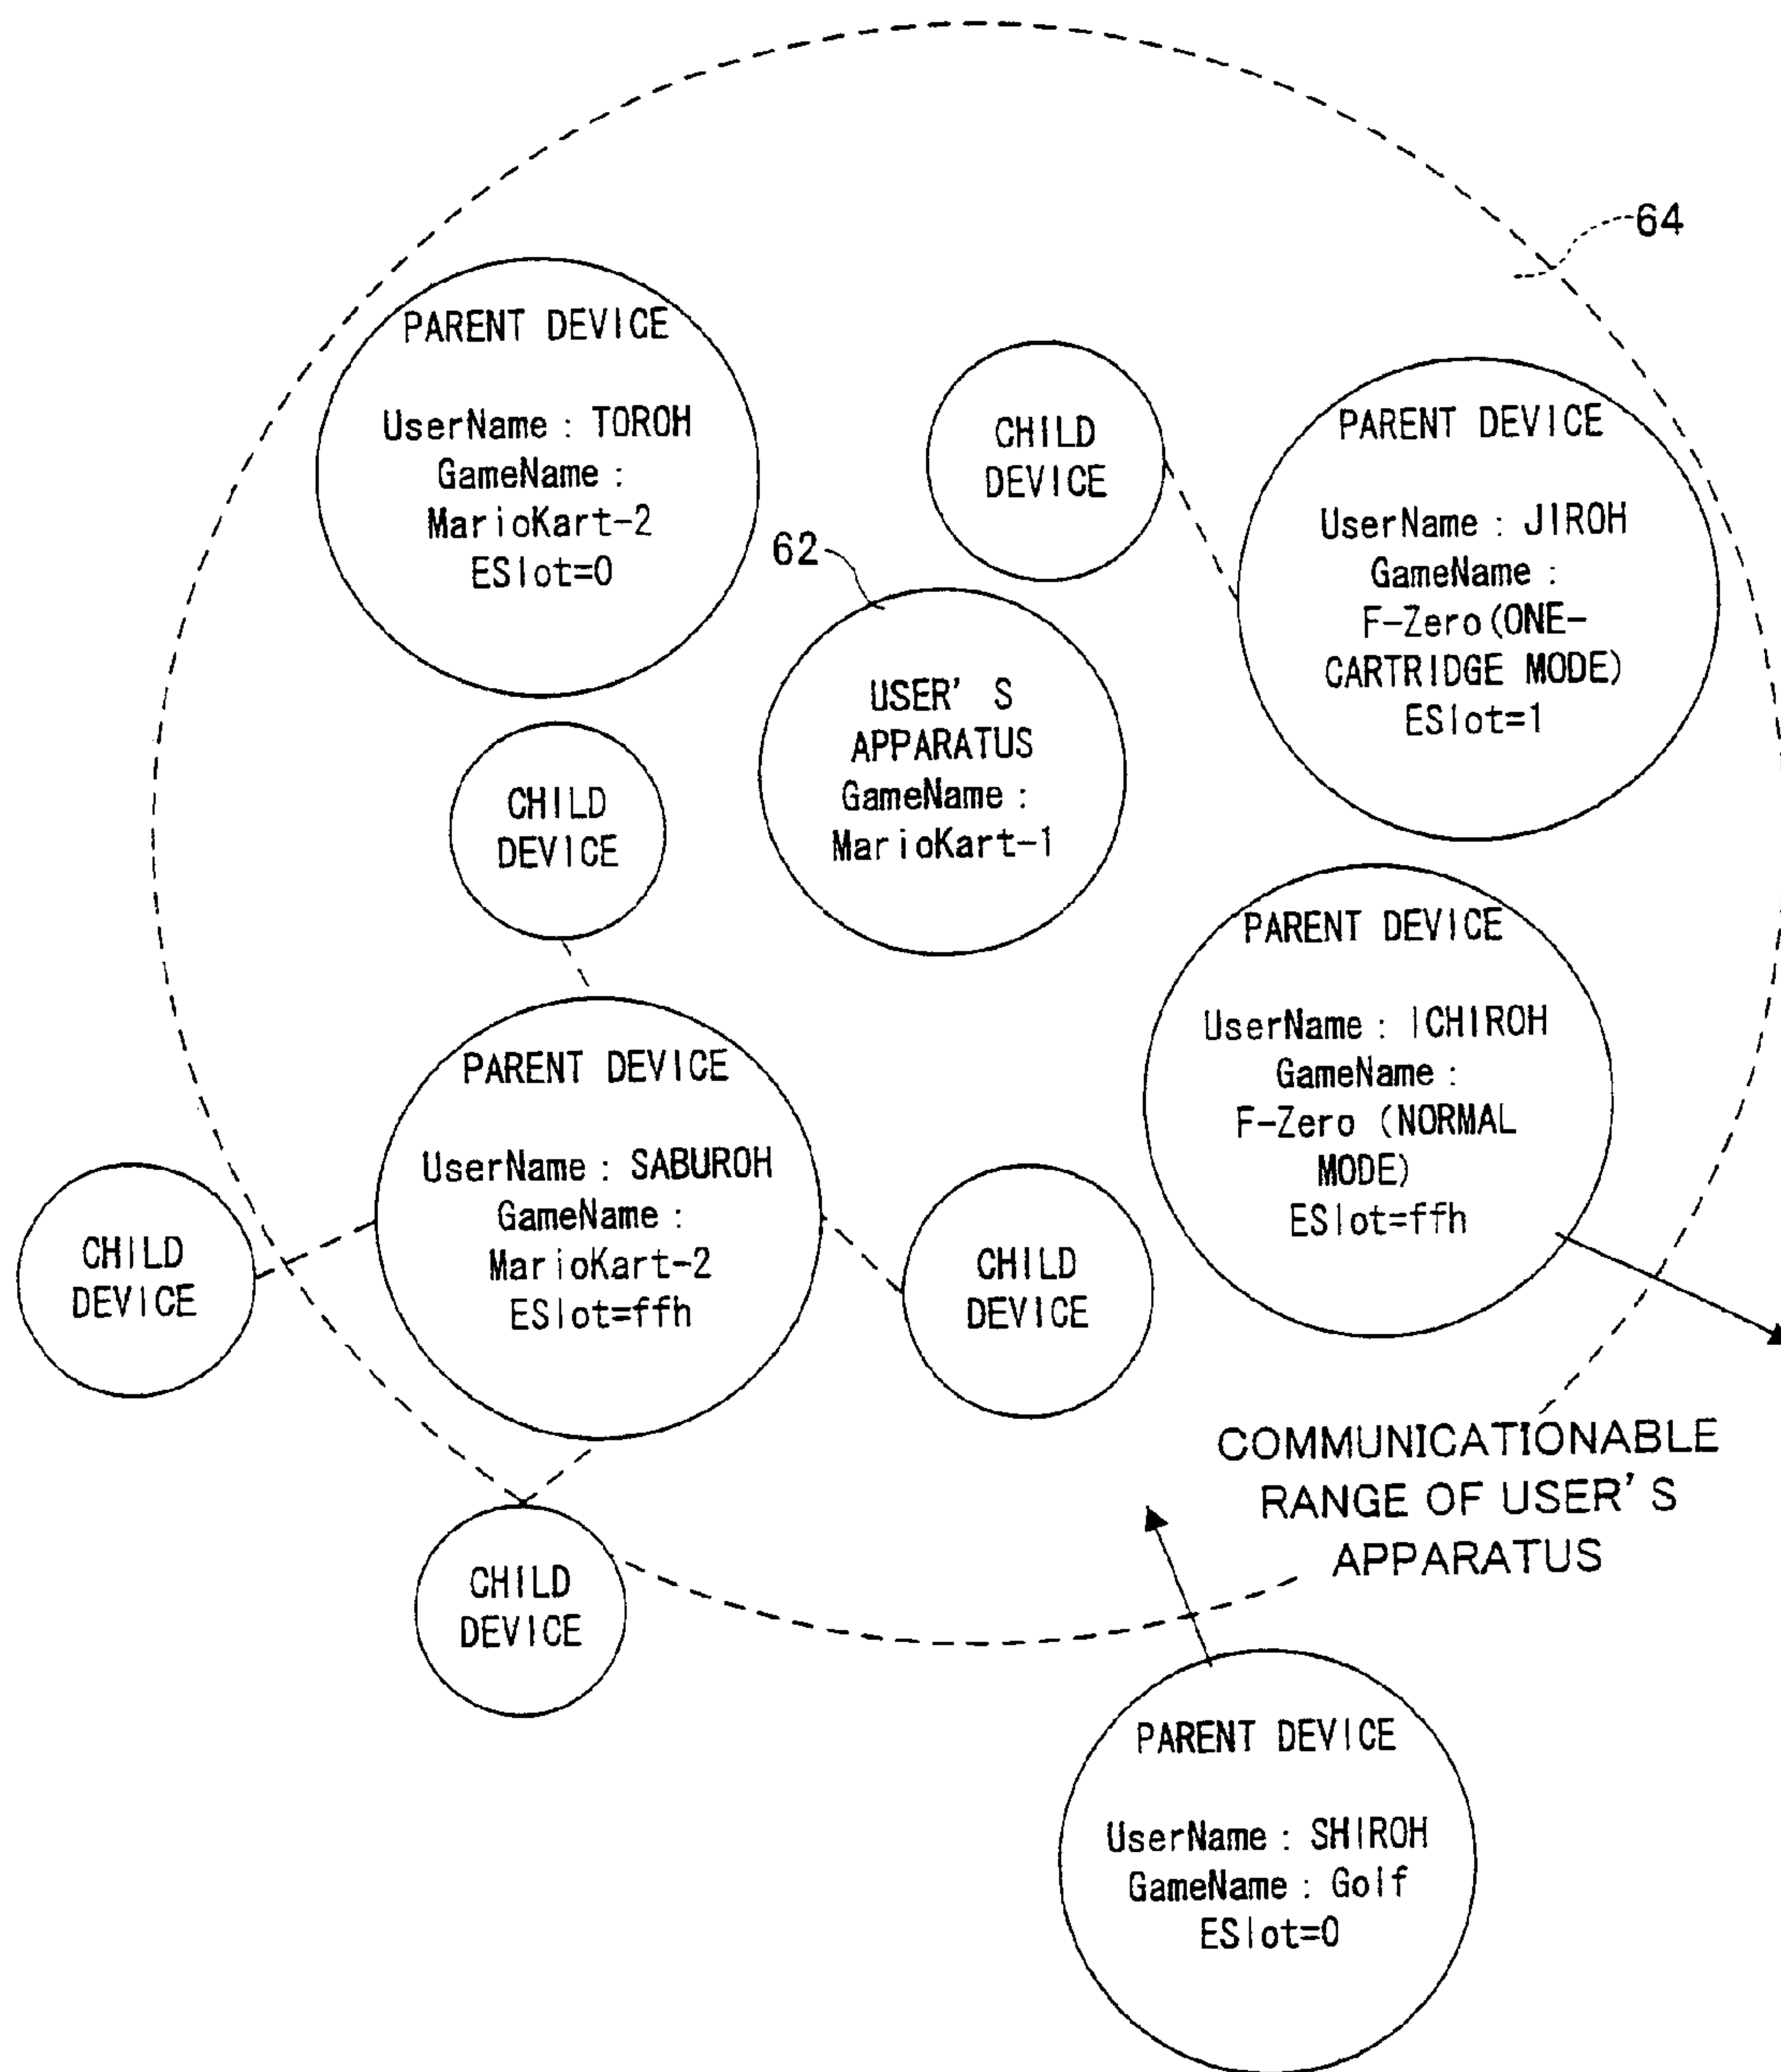 64
PARENT DEVICE
UserName : TOROH
GameName :
MarioKart-2
ESlot=0
CHILD
DEVICE
PARENT DEVICE
UserName : JIROH
GameName :
F-Zero(ONE-
CARTRIDGE MODE)
ESlot=1
62
USER'S
APPARATUS
GameName :
MarioKart-1
CHILD
DEVICE
PARENT DEVICE
UserName : ICHIROH
GameName :
F-Zero (NORMAL
MODE)
ESlot=ffh
PARENT DEVICE
UserName : SABUROH
GameName :
MarioKart-2
ESlot=ffh
CHILD
DEVICE
CHILD
DEVICE
COMMUNICATIONABLE
RANGE OF USER'S
APPARATUS
CHILD
DEVICE
PARENT DEVICE
UserName : SHIROH
GameName : Golf
ESlot=0